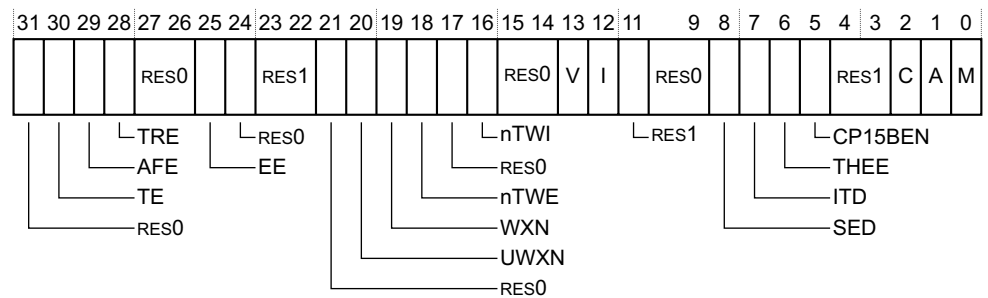 31 30 29 28 27 26 25 24 23 22 21 20 19 18 17 16 15 14 13 12 11 9 8 7 6 5 4 3 2 1 0
RES0 RES1 RES0 V I RES0 RES1 C A M
TRE RES0 nTWI RES1 CP15BEN
AFE EE RES0 THEE
TE nTWE ITD
RES0 WXN SED
UWXN
RES0